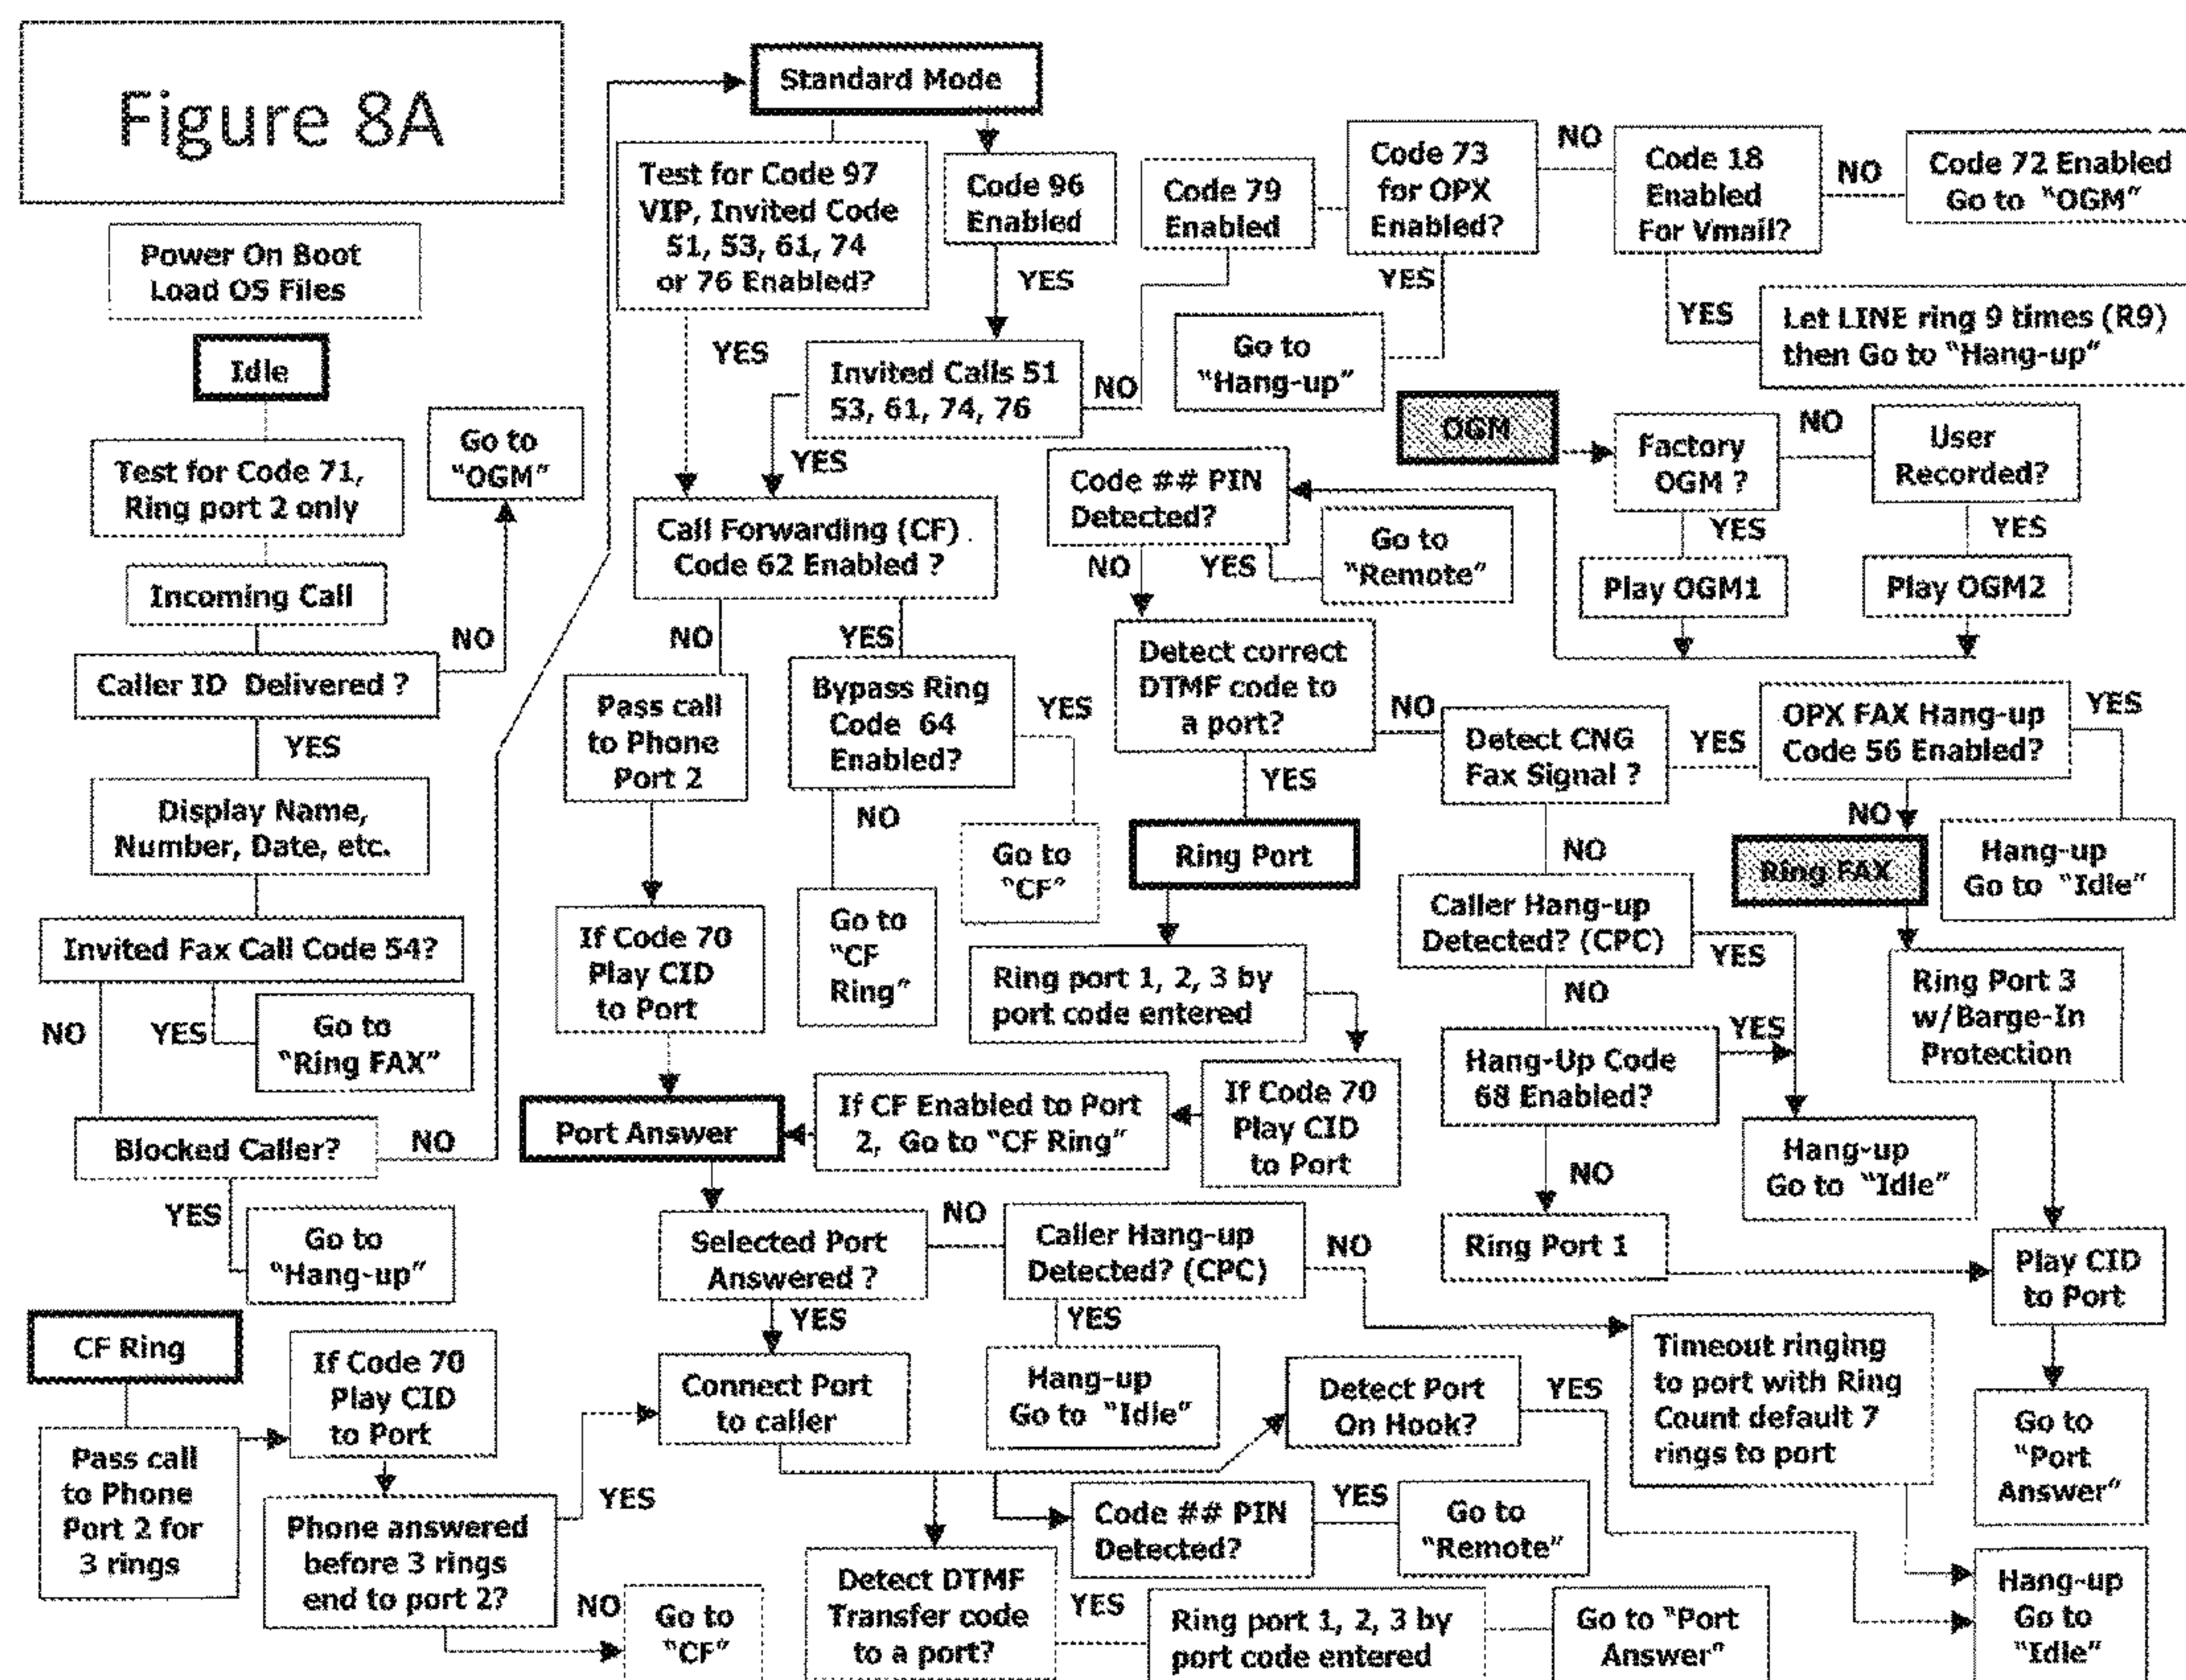 Figure 8A
Power On Boot
Load OS Files
Idle
Test for Code 71,
Ring port 2 only
Incoming Call
Caller ID Delivered ?
NO
Go to
"OGM"
YES
Display Name,
Number, Date, etc.
Invited Fax Call Code 54?
NO
YES
Go to
"Ring FAX"
Blocked Caller?
NO
YES
Go to
"Hang-up"
CF Ring
Pass call
to Phone
Port 2 for
3 rings
If Code 70
Play CID
to Port
Phone answered
before 3 rings
end to port 2?
YES
NO
Go to
"CF"
Standard Mode
Test for Code 97
VIP, Invited Code
51, 53, 61, 74
or 76 Enabled?
YES
Code 96
Enabled
YES
Invited Calls 51
53, 61, 74, 76
NO
YES
Code 79
Enabled
Code 73
for OPX
Enabled?
NO
YES
Go to
"Hang-up"
Code 18
Enabled
For Vmail?
NO
Code 72 Enabled
Go to "OGM"
YES
Let LINE ring 9 times (R9)
then Go to "Hang-up"
Call Forwarding (CF)
Code 62 Enabled ?
NO
YES
Pass call
to Phone
Port 2
Bypass Ring
Code 64
Enabled?
YES
NO
Go to
"CF"
Go to
"CF
Ring"
If Code 70
Play CID
to Port
Port Answer
OGM
Factory
OGM ?
NO
User
Recorded?
YES
YES
Play OGM1
Play OGM2
Code ## PIN
Detected?
NO
YES
Go to
"Remote"
Detect correct
DTMF code to
a port?
NO
YES
Ring Port
Ring port 1, 2, 3 by
port code entered
If Code 70
Play CID
to Port
If CF Enabled to Port
2, Go to "CF Ring"
Detect CNG
Fax Signal ?
YES
NO
OPX FAX Hang-up
Code 56 Enabled?
YES
NO
Hang-up
Go to "Idle"
Ring FAX
Ring Port 3
w/Barge-In
Protection
Caller Hang-up
Detected? (CPC)
YES
NO
Hang-Up Code
68 Enabled?
YES
NO
Hang-up
Go to "Idle"
Ring Port 1
Play CID
to Port
Go to
"Port
Answer"
Selected Port
Answered ?
NO
YES
Caller Hang-up
Detected? (CPC)
NO
YES
Hang-up
Go to "Idle"
Timeout ringing
to port with Ring
Count default 7
rings to port
Connect Port
to caller
Detect Port
On Hook?
YES
Code ## PIN
Detected?
YES
Go to
"Remote"
Detect DTMF
Transfer code
to a port?
YES
Ring port 1, 2, 3 by
port code entered
Go to "Port
Answer"
Hang-up
Go to
"Idle"